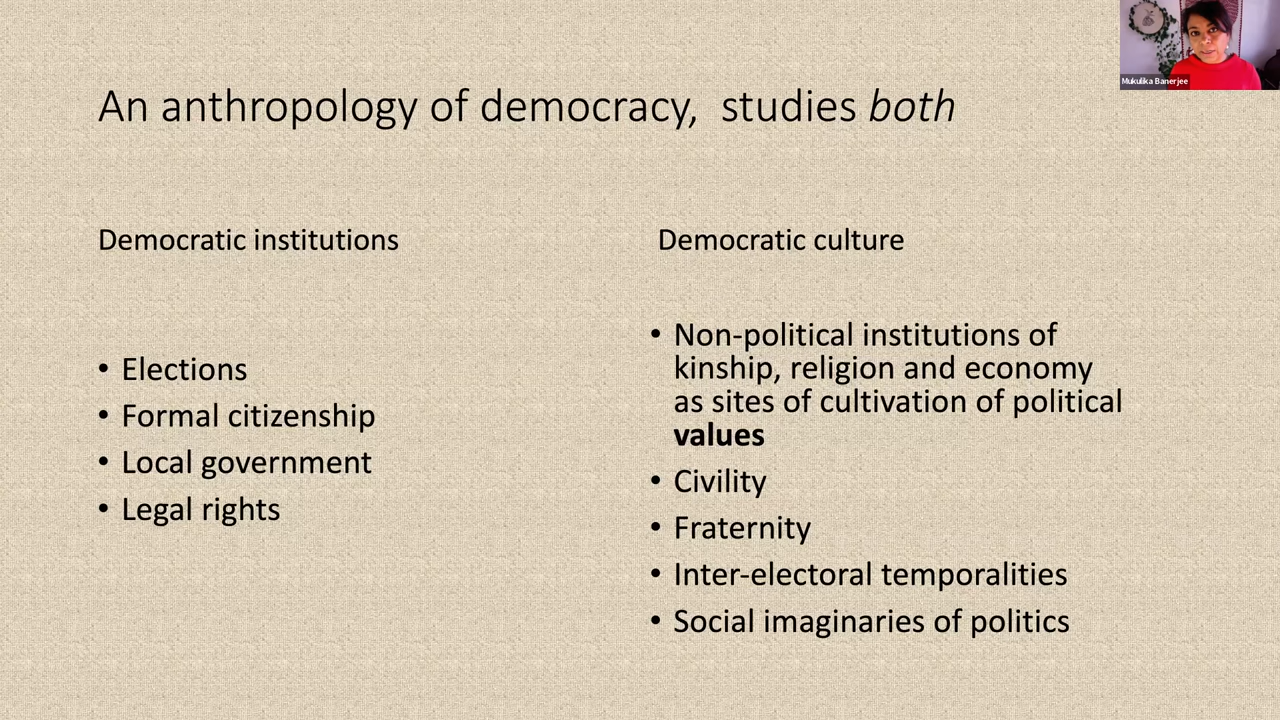 Mukulika Banerjee
An anthropology of democracy,  studies both
Democratic institutions
• Elections
• Formal citizenship
• Local government
• Legal rights
Democratic culture
• Non-political institutions of
kinship, religion and economy
as sites of cultivation of political
values
• Civility
• Fraternity
• Inter-electoral temporalities
• Social imaginaries of politics